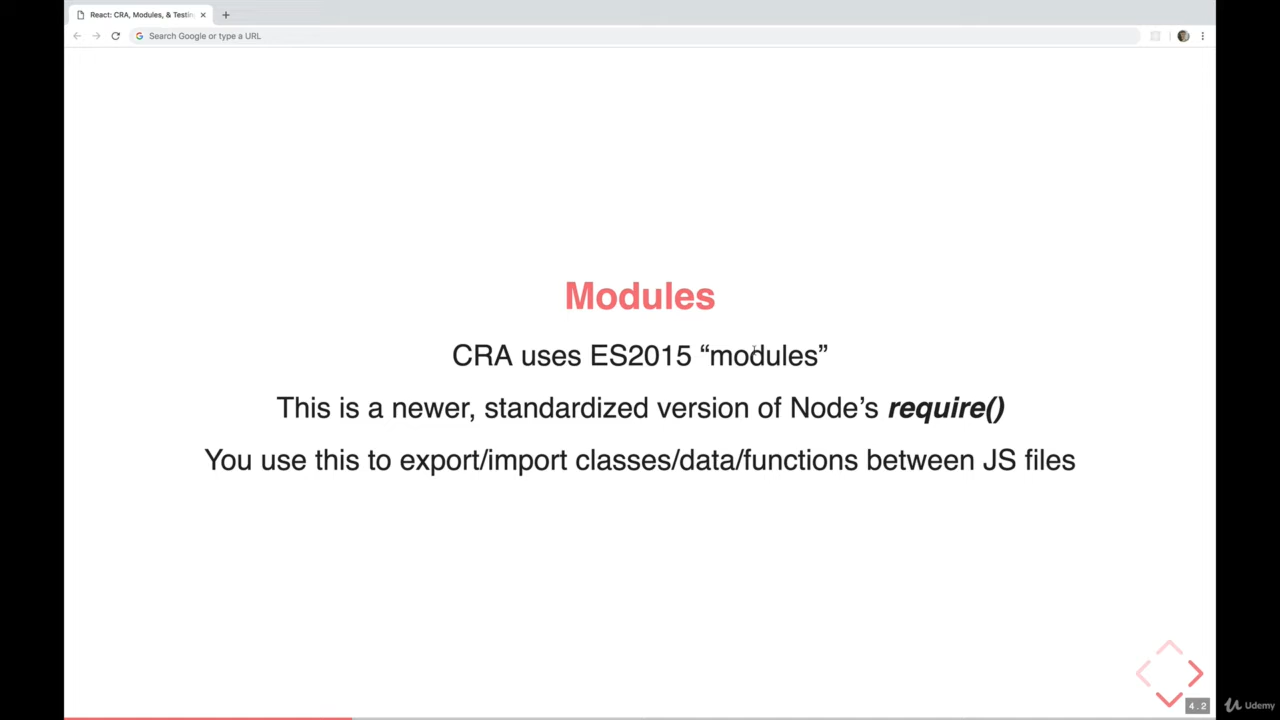 React: CRA, Modules, & Testin
Search Google or type a URL
Modules
CRA uses ES2015 “modules”
This is a newer, standardized version of Node’s require()
You use this to export/import classes/data/functions between JS files
4.2
Udemy